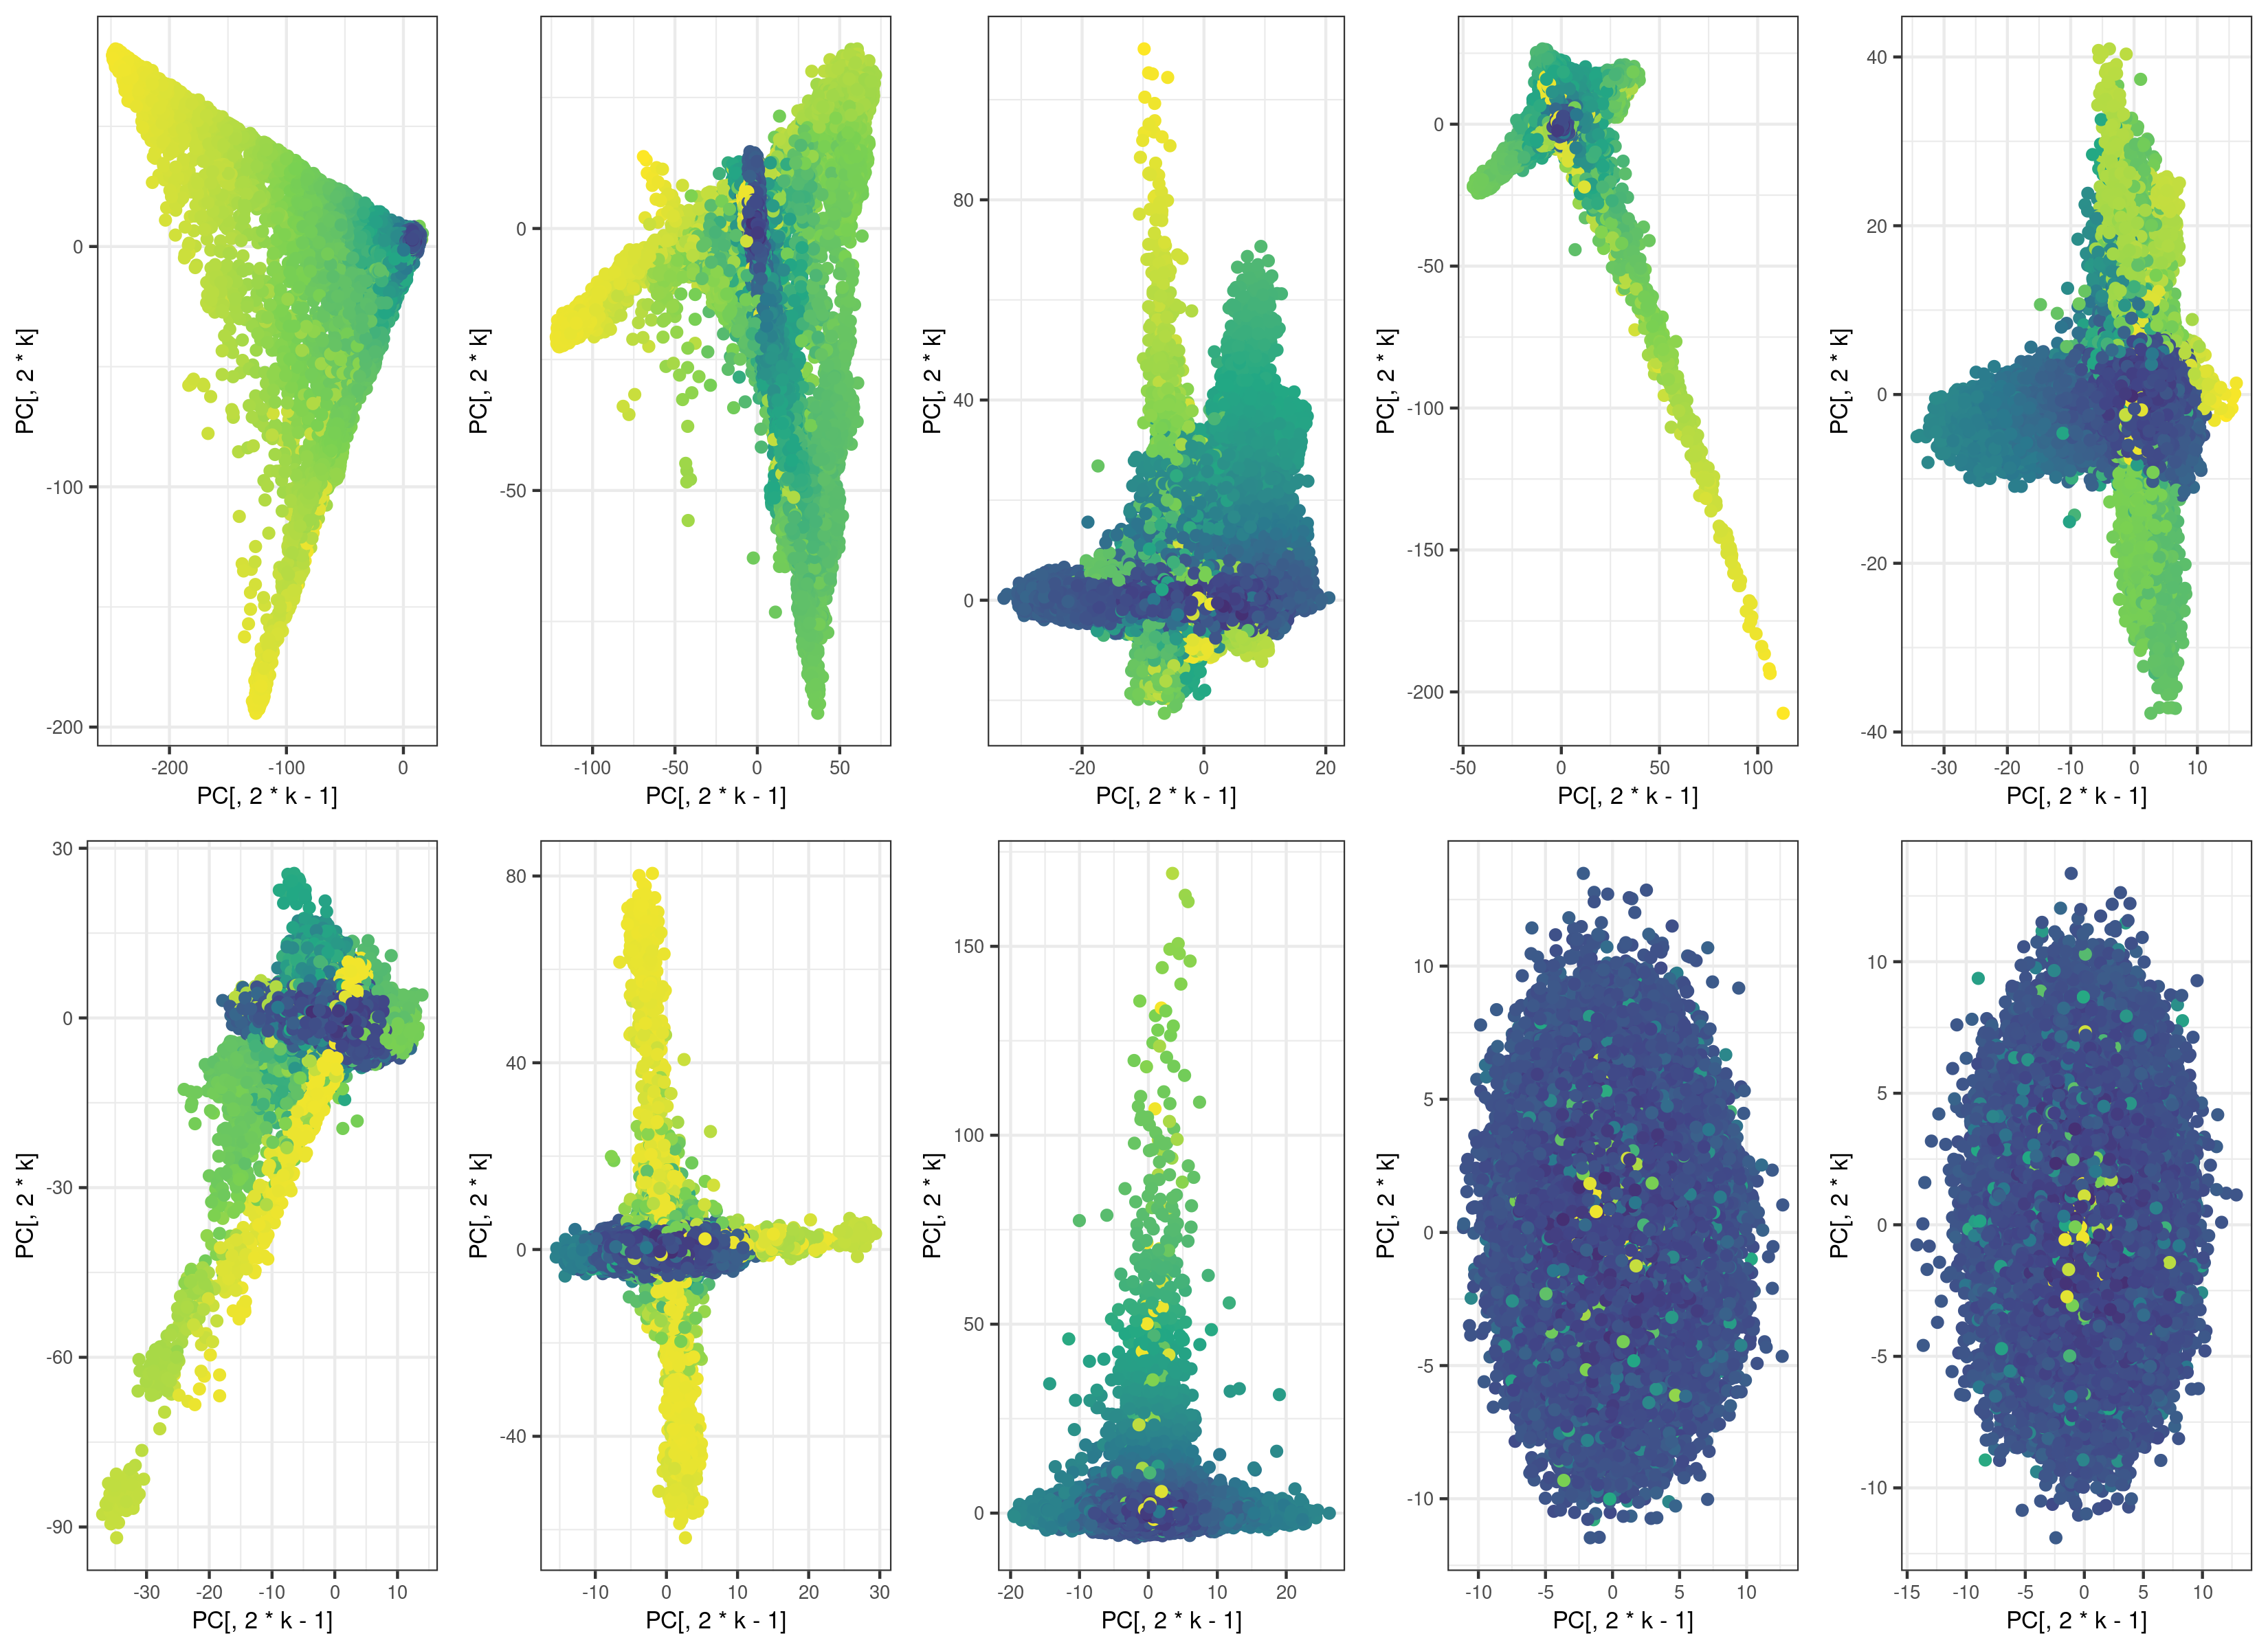 0
-100
-200
-200 -100 0
PC[, 2 * k]
PC[, 2 * k - 1]
0
-50
-100 -50 0 50
PC[, 2 * k]
PC[, 2 * k - 1]
80
40
0
-20 0 20
PC[, 2 * k]
PC[, 2 * k - 1]
0
-50
-100
-150
-200
-50 0 50 100
PC[, 2 * k]
PC[, 2 * k - 1]
40
20
0
-20
-40
-30 -20 -10 0 10
PC[, 2 * k]
PC[, 2 * k - 1]
30
0
-30
-60
-90
-30 -20 -10 0 10
PC[, 2 * k]
PC[, 2 * k - 1]
80
40
0
-40
-10 0 10 20 30
PC[, 2 * k]
PC[, 2 * k - 1]
150
100
50
0
-20 -10 0 10 20
PC[, 2 * k]
PC[, 2 * k - 1]
10
5
0
-5
-10
-10 -5 0 5 10
PC[, 2 * k]
PC[, 2 * k - 1]
10
5
0
-5
-10
-15 -10 -5 0 5 10
PC[, 2 * k]
PC[, 2 * k - 1]